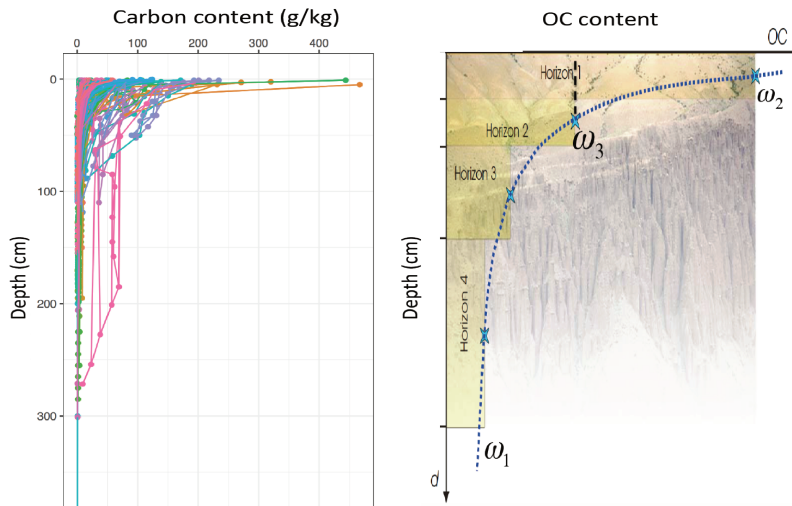 Carbon content (g/kg)
0 100 200 300 400
0
100
200
300
Depth (cm)
OC content
OC
Horizon 1
ω2
Horizon 2
ω3
Horizon 3
Depth (cm)
Horizon 4
ω1
d